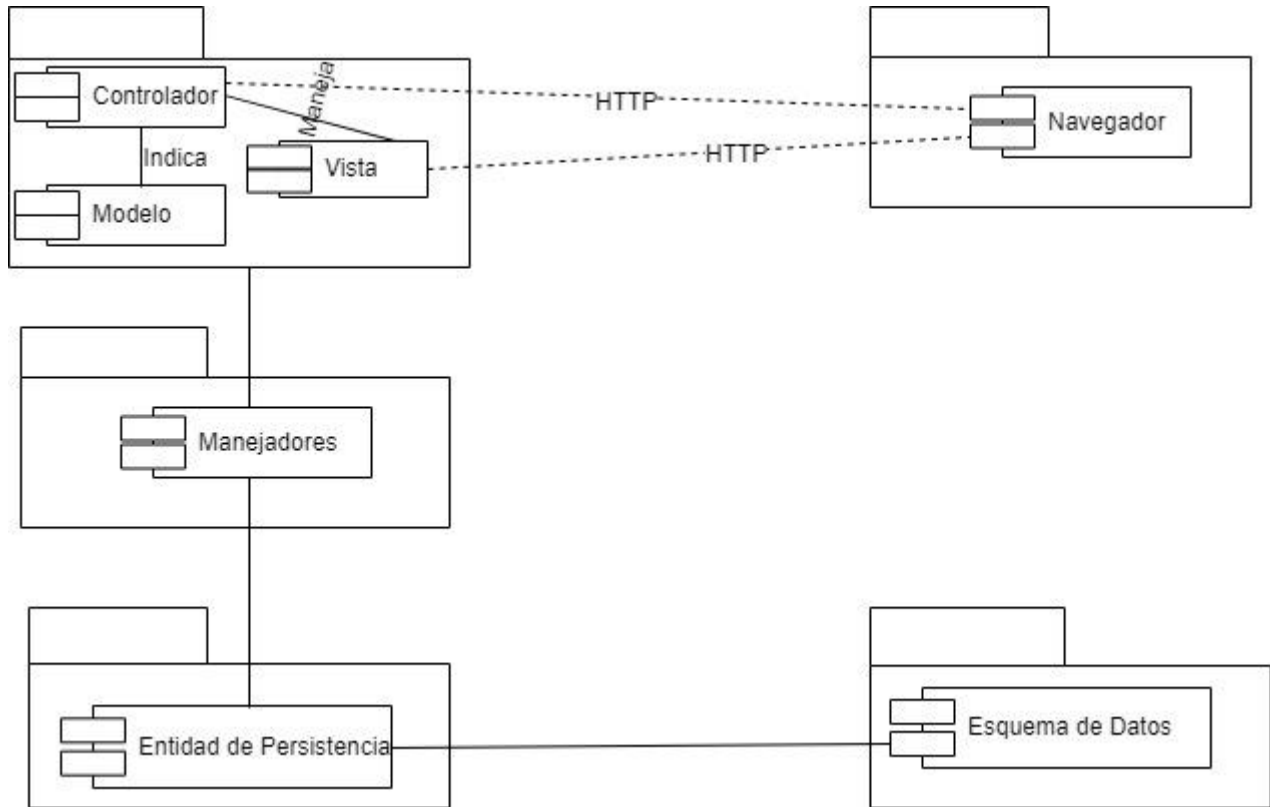 Controlador
Maneja
HTTP
Navegador
Indica
Vista
HTTP
Modelo
Manejadores
Entidad de Persistencia
Esquema de Datos